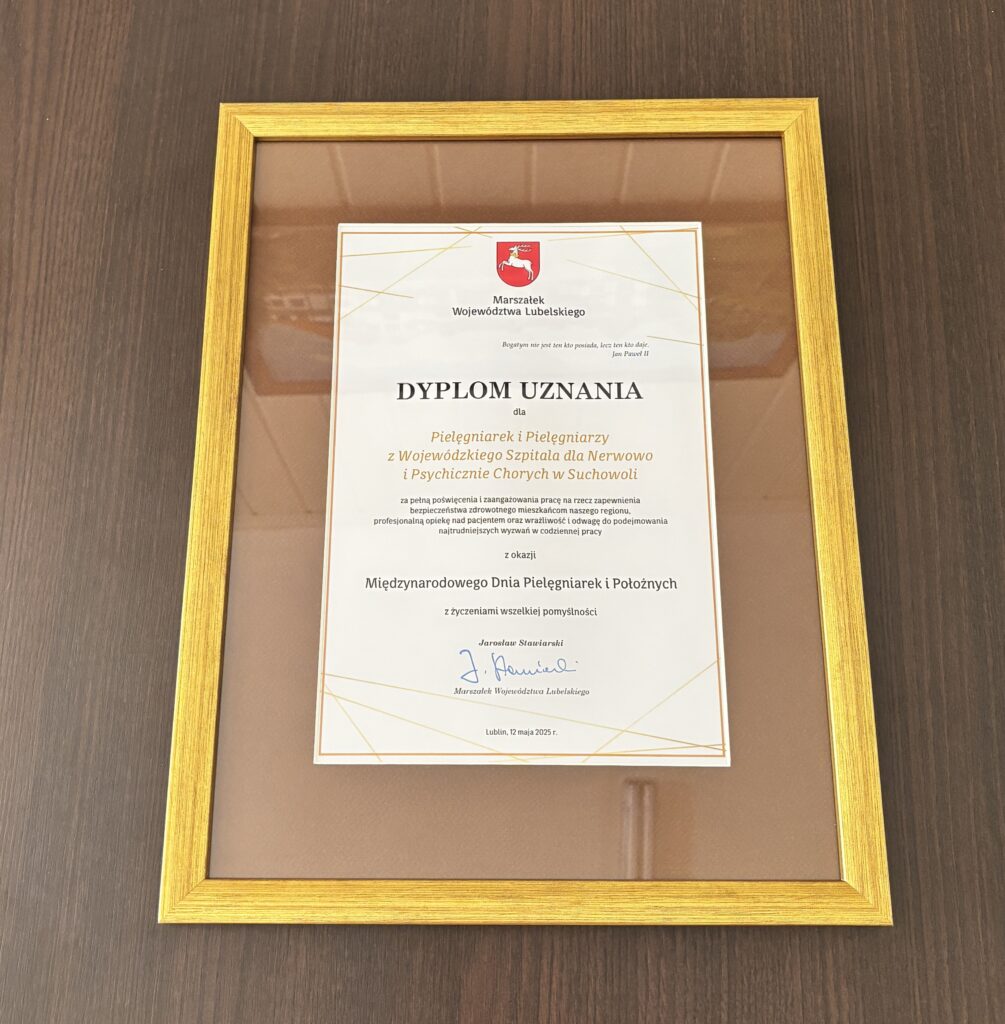 Marszałek
Województwa Lubelskiego
Bogatym nie jest ten kto posiada, lecz ten kto daje.
Jan Paweł II
DYPLOM UZNANIA
dla
Pielęgniarek i Pielęgniarzy
z Wojewódzkiego Szpitala dla Nerwowo
i Psychicznie Chorych w Suchowoli
za pełną poświęcenia i zaangażowania pracę na rzecz zapewnienia
bezpieczeństwa zdrowotnego mieszkańcom naszego regionu,
profesjonalną opiekę nad pacjentem oraz wrażliwość i odwagę do podejmowania
najtrudniejszych wyzwań w codziennej pracy
z okazji
Międzynarodowego Dnia Pielęgniarek i Położnych
z życzeniami wszelkiej pomyślności
Jarosław Stawiarski
J. Stawiarski
Marszałek Województwa Lubelskiego
Lublin, 12 maja 2025 r.